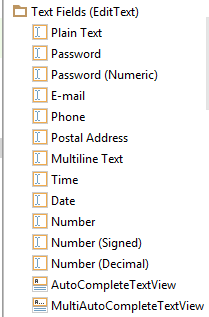 Text Fields (EditText)
Plain Text
Password
Password (Numeric)
E-mail
Phone
Postal Address
Multiline Text
Time
Date
Number
Number (Signed)
Number (Decimal)
AutoCompleteTextView
MultiAutoCompleteTextView